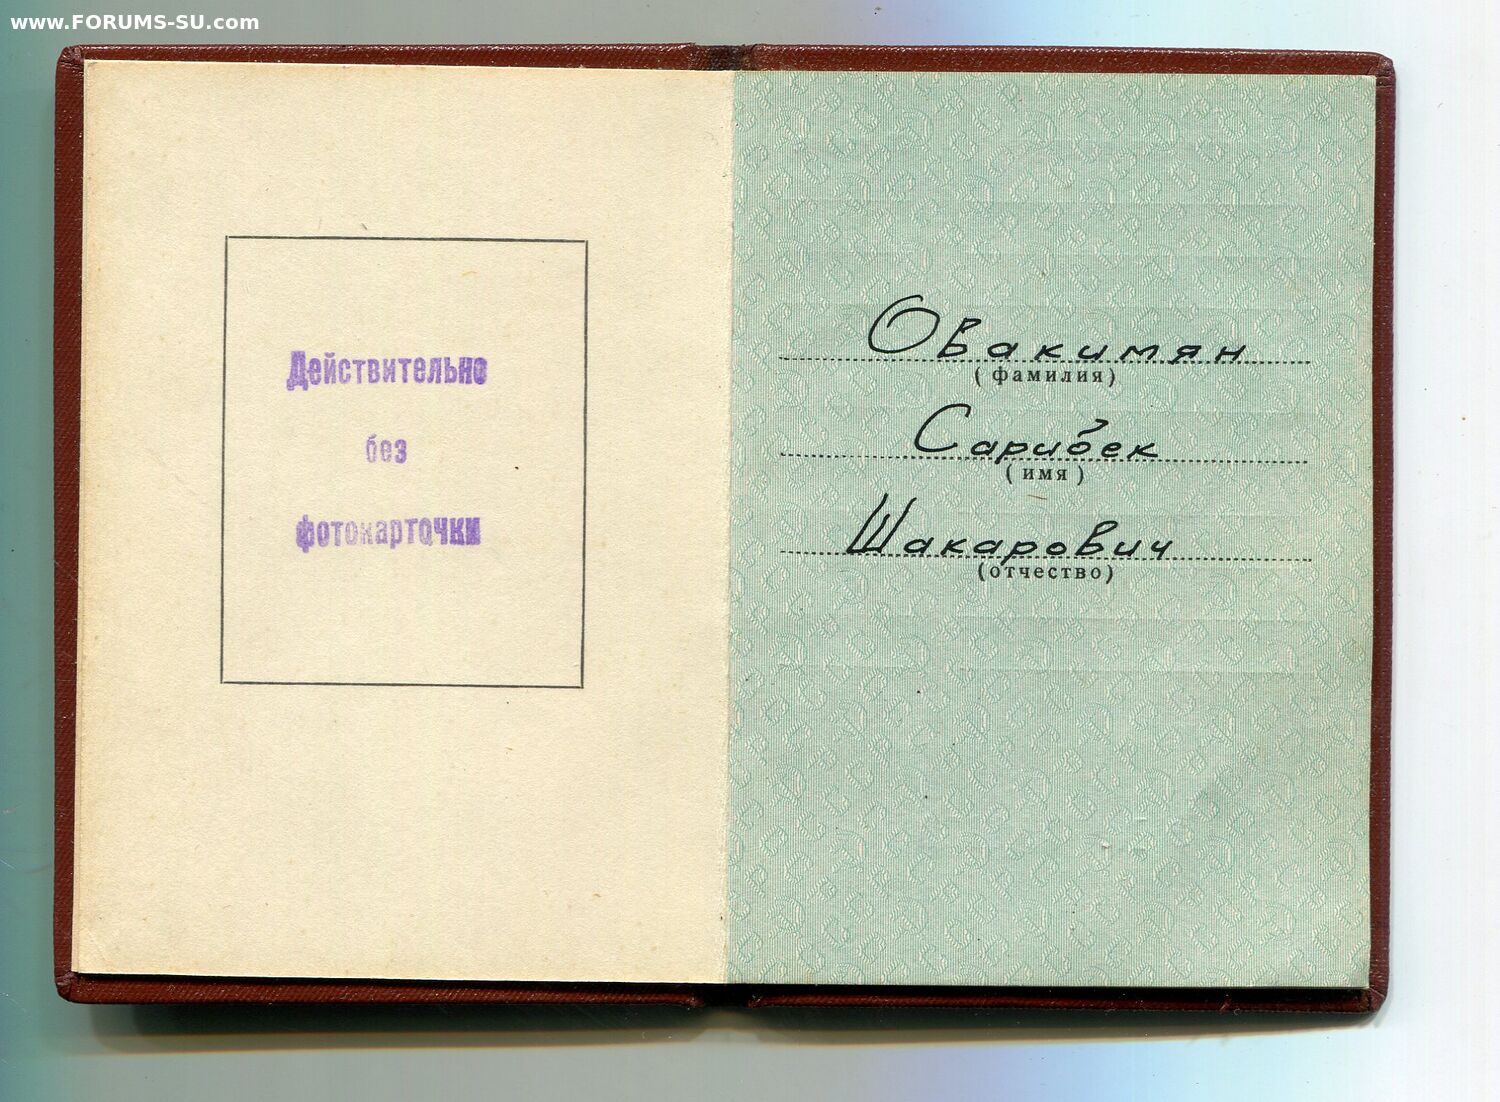 www.FORUMS-SU.com
Действительно
без
фотокарточки
Овакимян
(фамилия)
Сарибек
(имя)
Шакарович
(отчество)